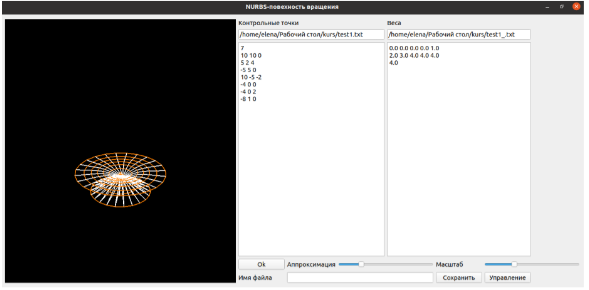 NURBS-повехность вращения
Контрольные точки
Веса
/home/elena/Рабочий стол/kurs/test1.txt
/home/elena/Рабочий стол/kurs/test1_.txt
7
10 10 0
5 2 4
-5 5 0
10 -5 -2
-4 0 0
-4 0 2
-8 1 0
0.0 0.0 0.0 0.0 1.0
2.0 3.0 4.0 4.0 4.0
4.0
Ok
Аппроксимация
Масштаб
Имя файла
Сохранить
Управление